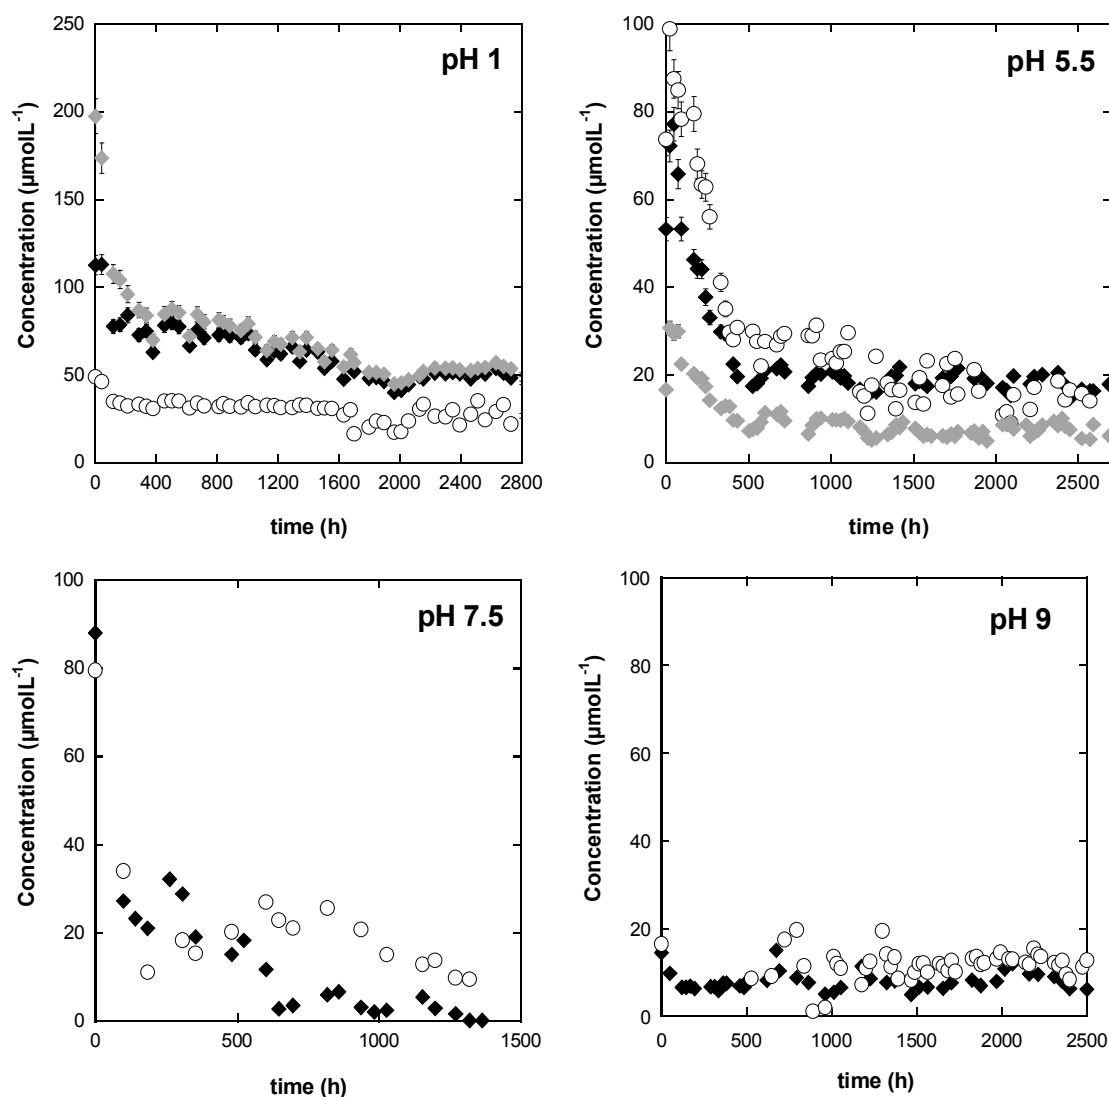 pH 1
Concentration (µmolL⁻¹)
250
200
150
100
50
0
0 400 800 1200 1600 2000 2400 2800
time (h)
pH 5.5
Concentration (µmolL⁻¹)
100
80
60
40
20
0
0 500 1000 1500 2000 2500
time (h)
pH 7.5
Concentration (µmolL⁻¹)
100
80
60
40
20
0
0 500 1000 1500
time (h)
pH 9
Concentration (µmolL⁻¹)
100
80
60
40
20
0
0 500 1000 1500 2000 2500
time (h)